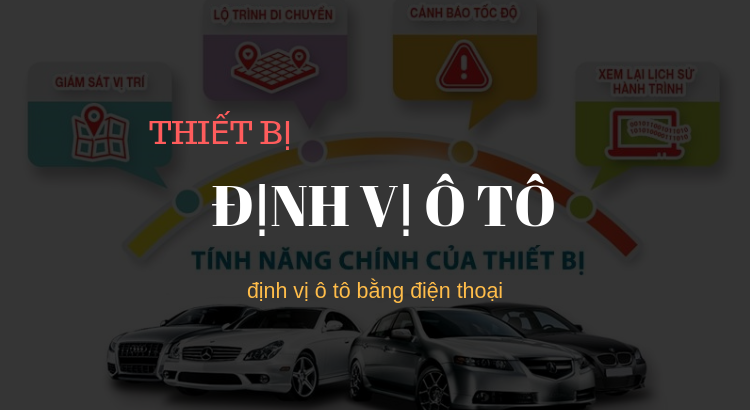 LỘ TRÌNH DI CHUYỂN
CẢNH BÁO TỐC ĐỘ
GIÁM SÁT VỊ TRÍ
XEM LẠI LỊCH SỬ
HÀNH TRÌNH
THIẾT BỊ
ĐỊNH VỊ Ô TÔ
TÍNH NĂNG CHÍNH CỦA THIẾT BỊ
định vị ô tô bằng điện thoại